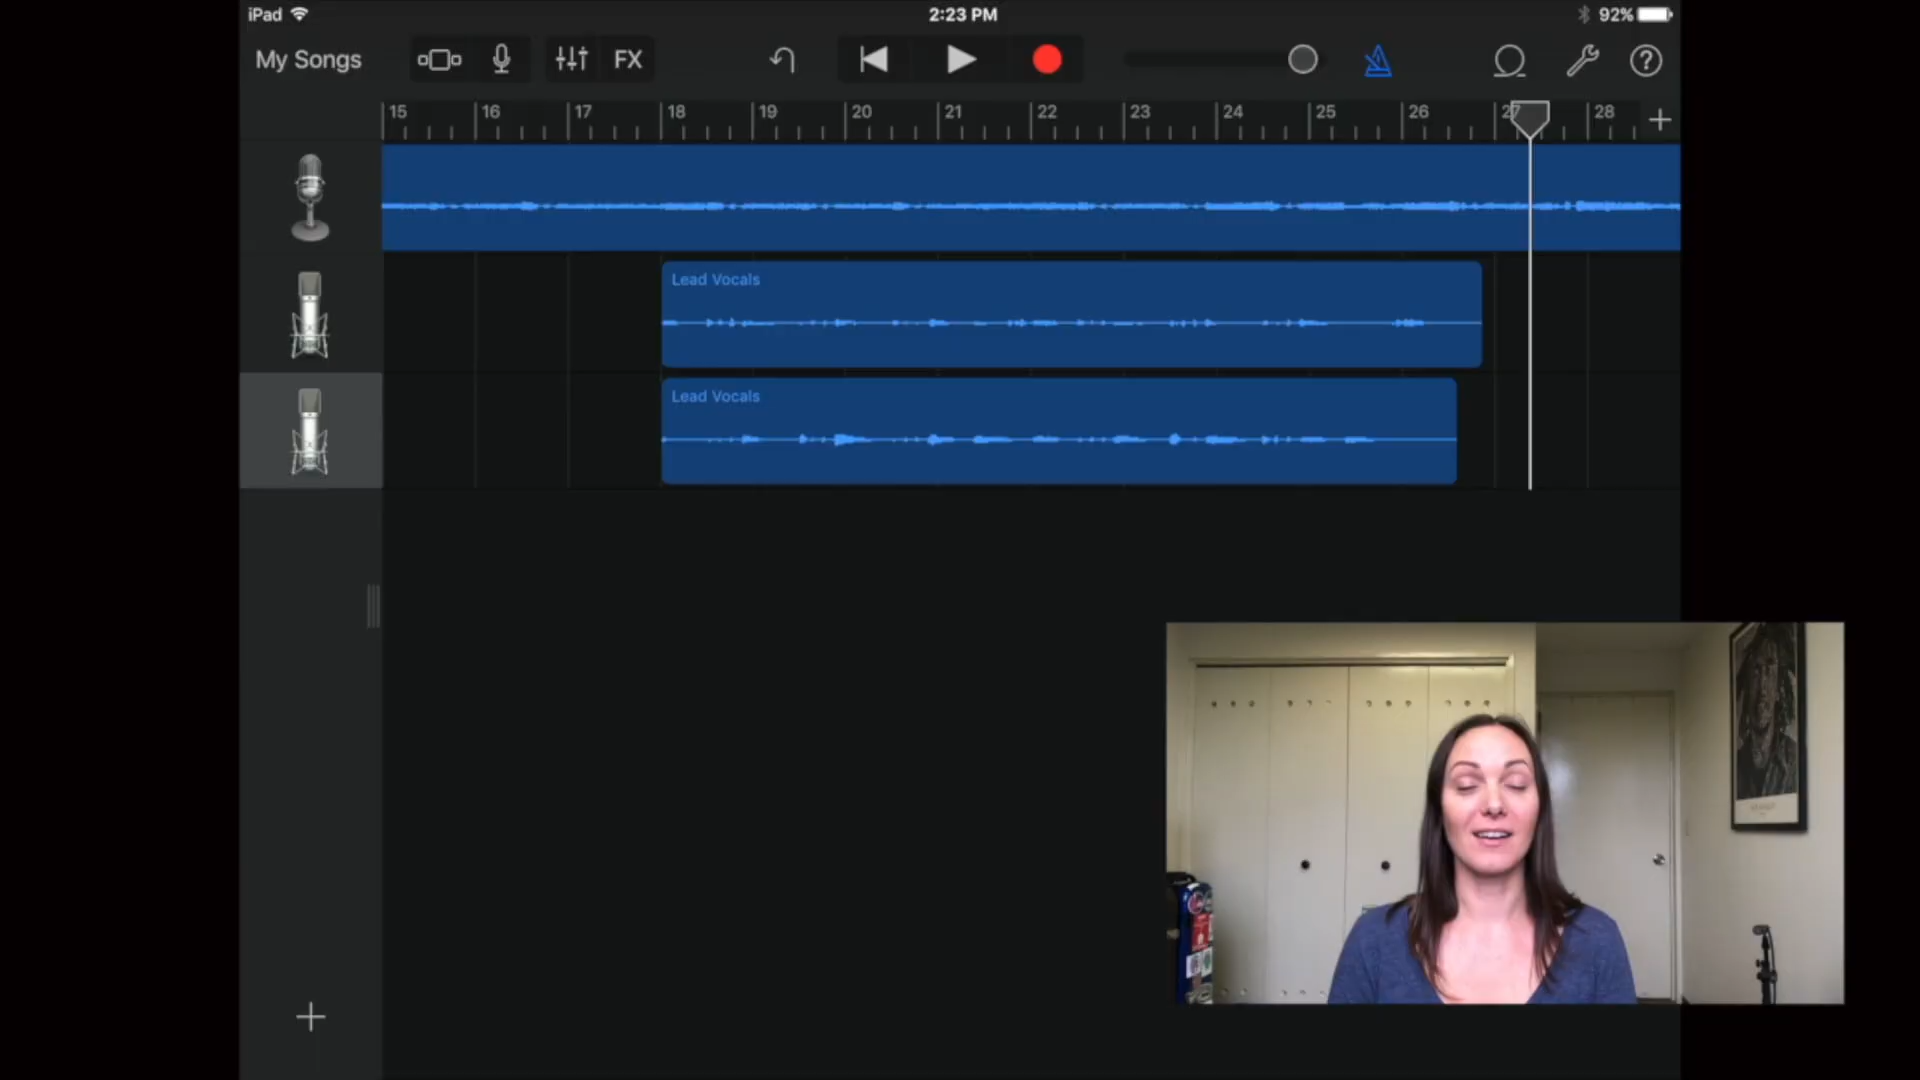 iPad 2:23 PM 92%
My Songs FX ?
15 16 17 18 19 20 21 22 23 24 25 26 27 28 +
Lead Vocals
Lead Vocals
+